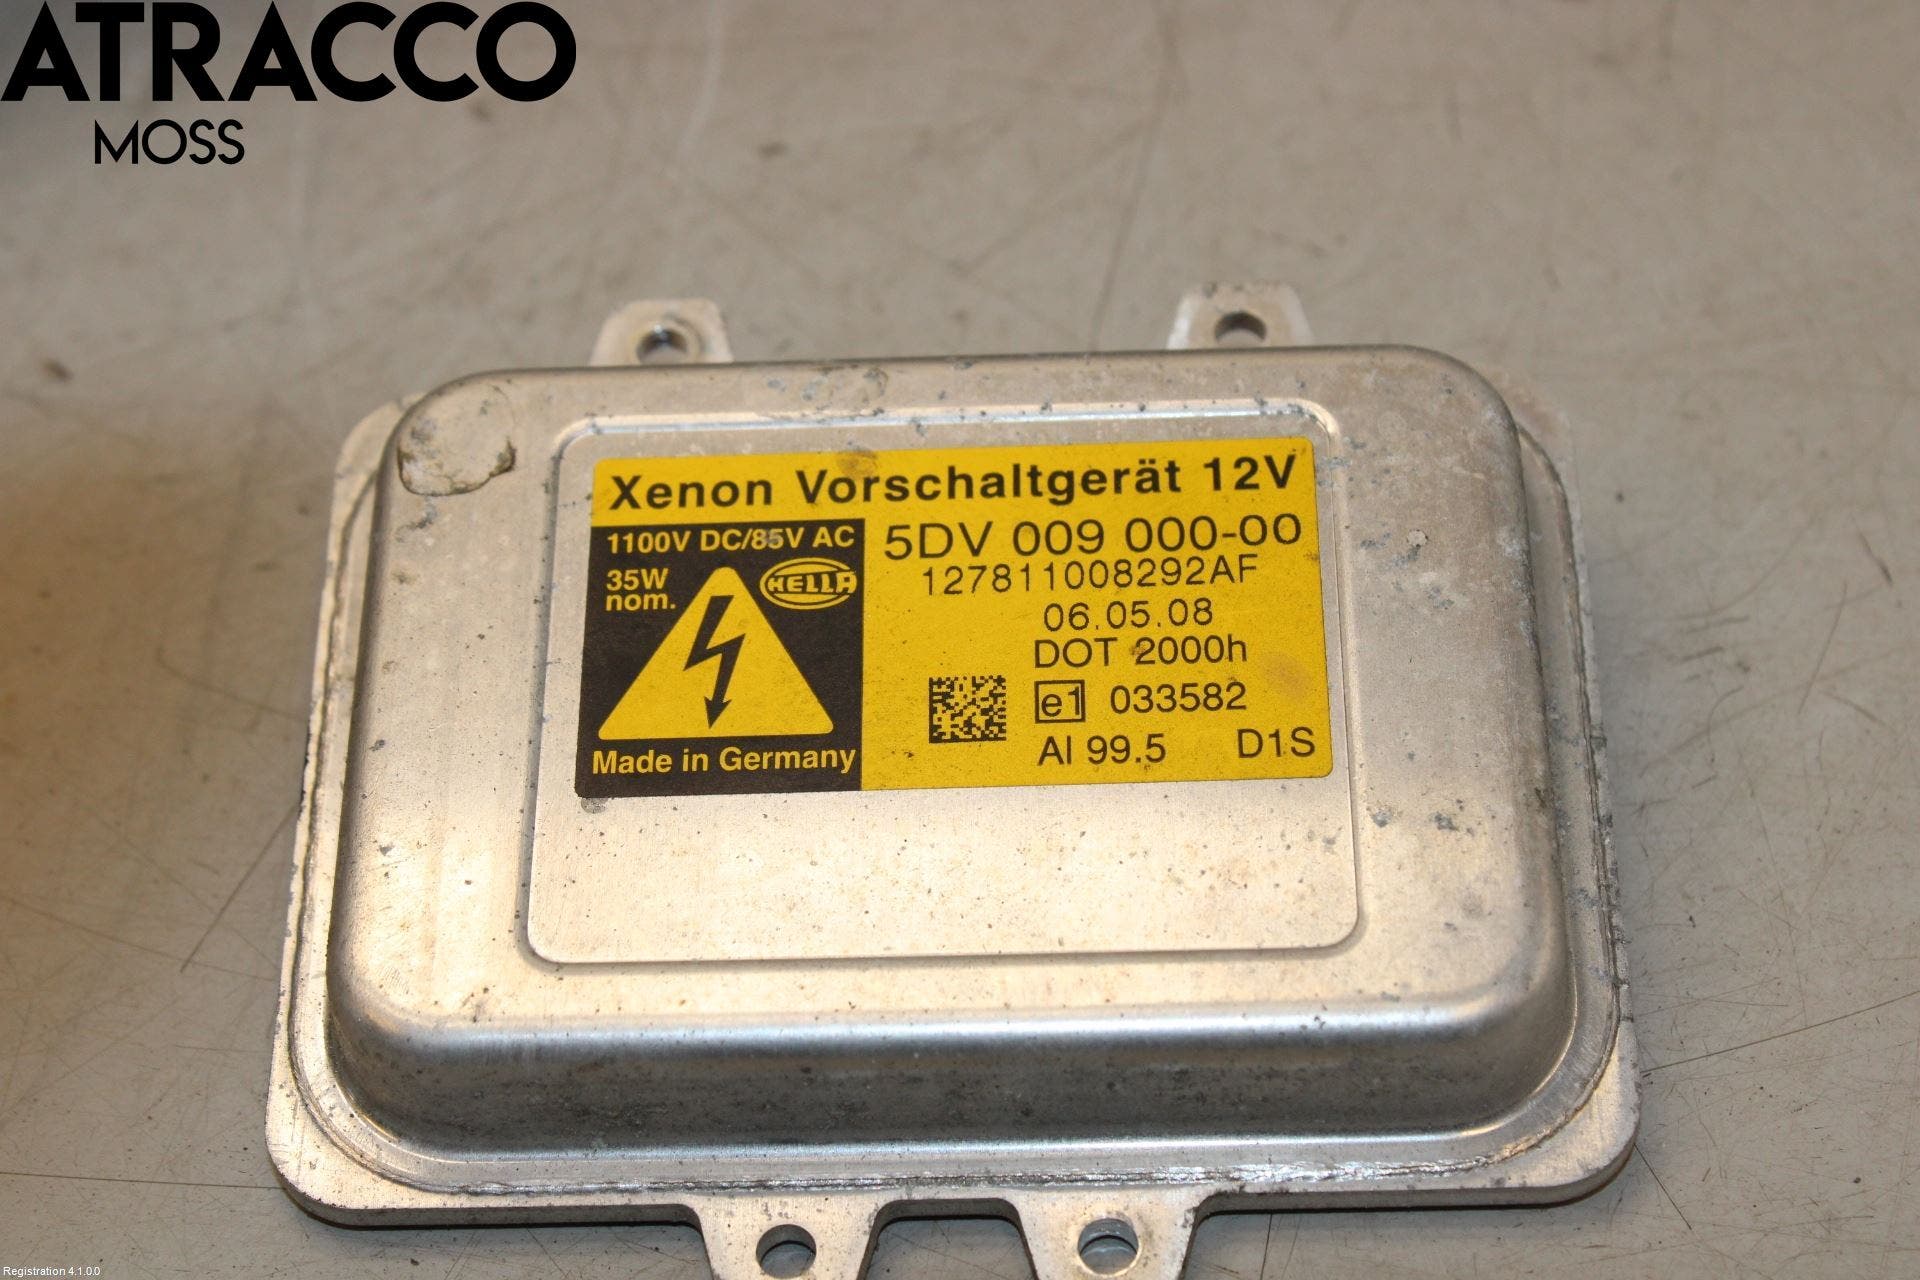 ATRACCO
MOSS
Xenon Vorschaltgerät 12V
1100V DC/85V AC
5DV 009 000-00
35W
nom.
HELLA
127811008292AF
06.05.08
DOT 2000h
e1 033582
Made in Germany
Al 99.5 D1S
Registration 4.1.0.0